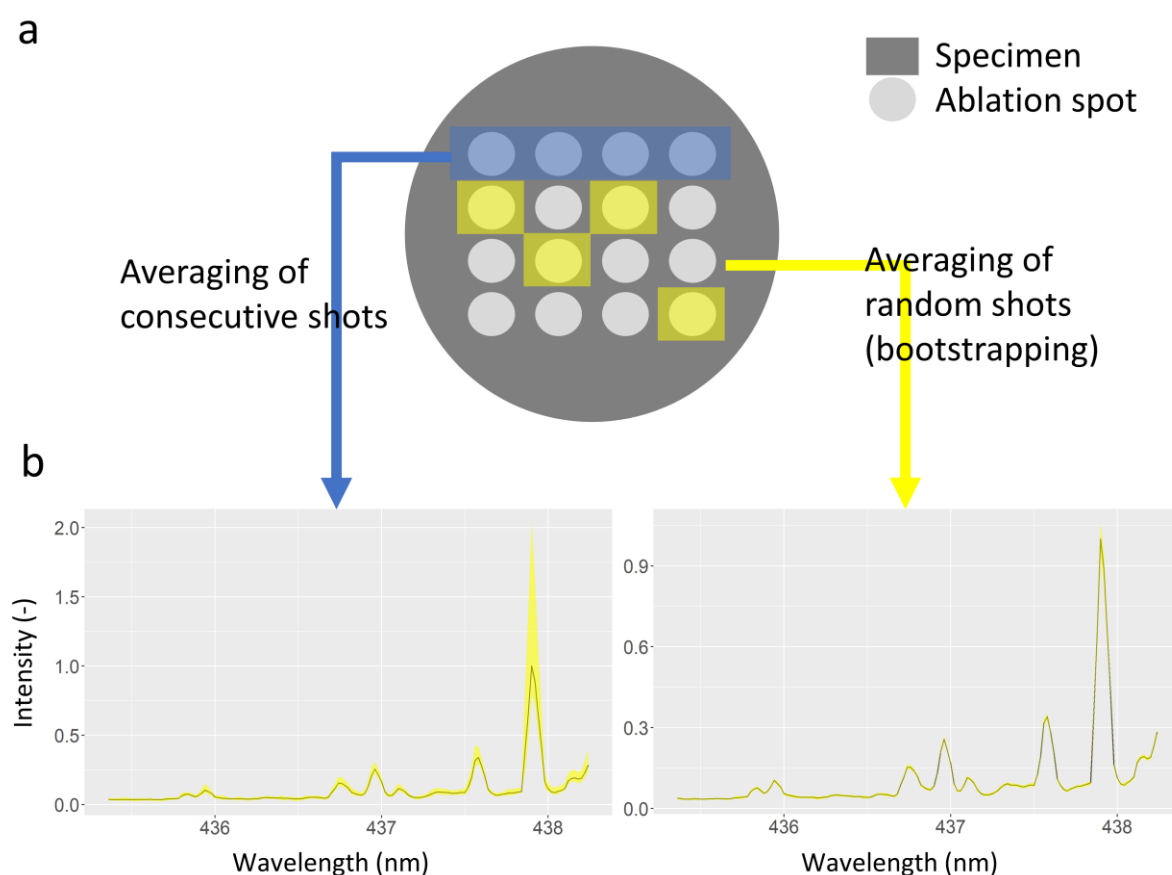 a
Specimen
Ablation spot
Averaging of
consecutive shots
Averaging of
random shots
(bootstrapping)
b
Intensity (-)
2.0
1.5
1.0
0.5
0.0
436
437
438
Wavelength (nm)
0.9
0.6
0.3
0.0
436
437
438
Wavelength (nm)